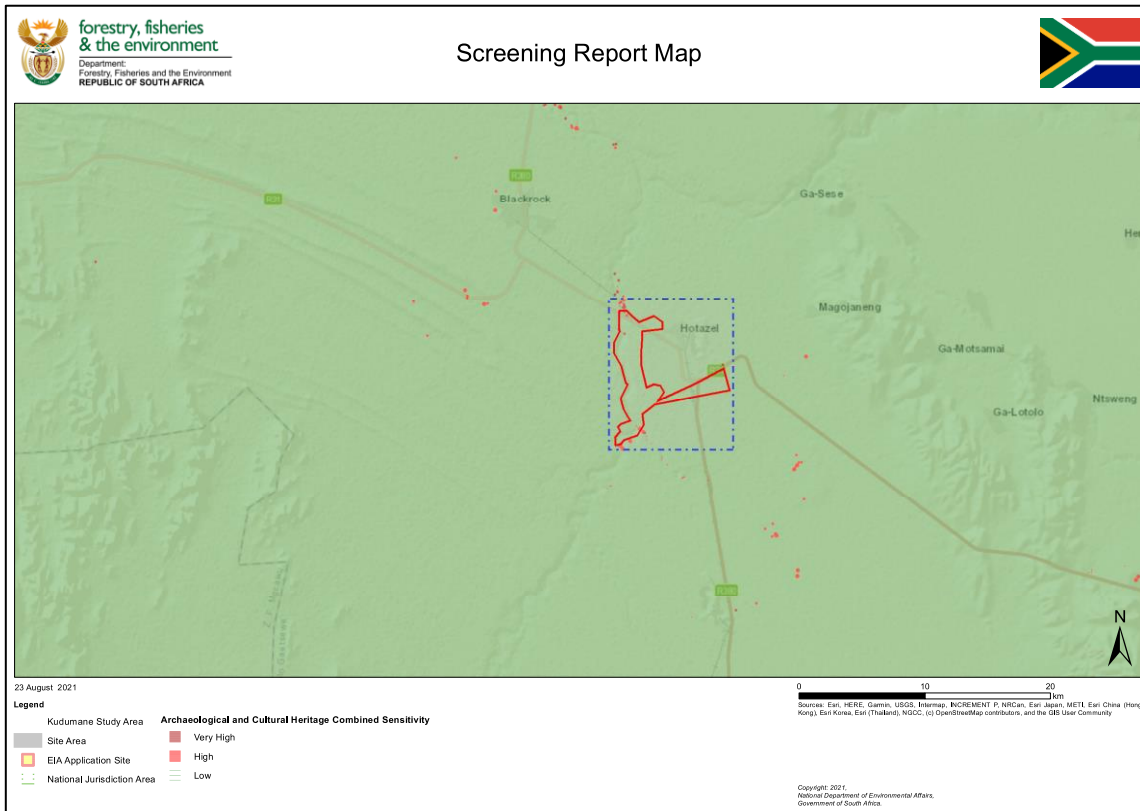 forestry, fisheries
& the environment
Department:
Forestry, Fisheries and the Environment
REPUBLIC OF SOUTH AFRICA
Screening Report Map
Blackrock
Ga-Sese
Magojaneng
Hotazel
Ga-Motsamai
Ntsweng
Ga-Lotolo
N
23 August 2021
0 10 20
km
Sources: Esri, HERE, Garmin, USGS, Intermap, INCREMENT P, NRCan, Esri Japan, METI, Esri China (Hong
Kong), Esri Korea, Esri (Thailand), NGCC, (c) OpenStreetMap contributors, and the GIS User Community
Legend
Kudumane Study Area
Site Area
EIA Application Site
National Jurisdiction Area
Archaeological and Cultural Heritage Combined Sensitivity
Very High
High
Low
Copyright: 2021,
National Department of Environmental Affairs,
Government of South Africa.